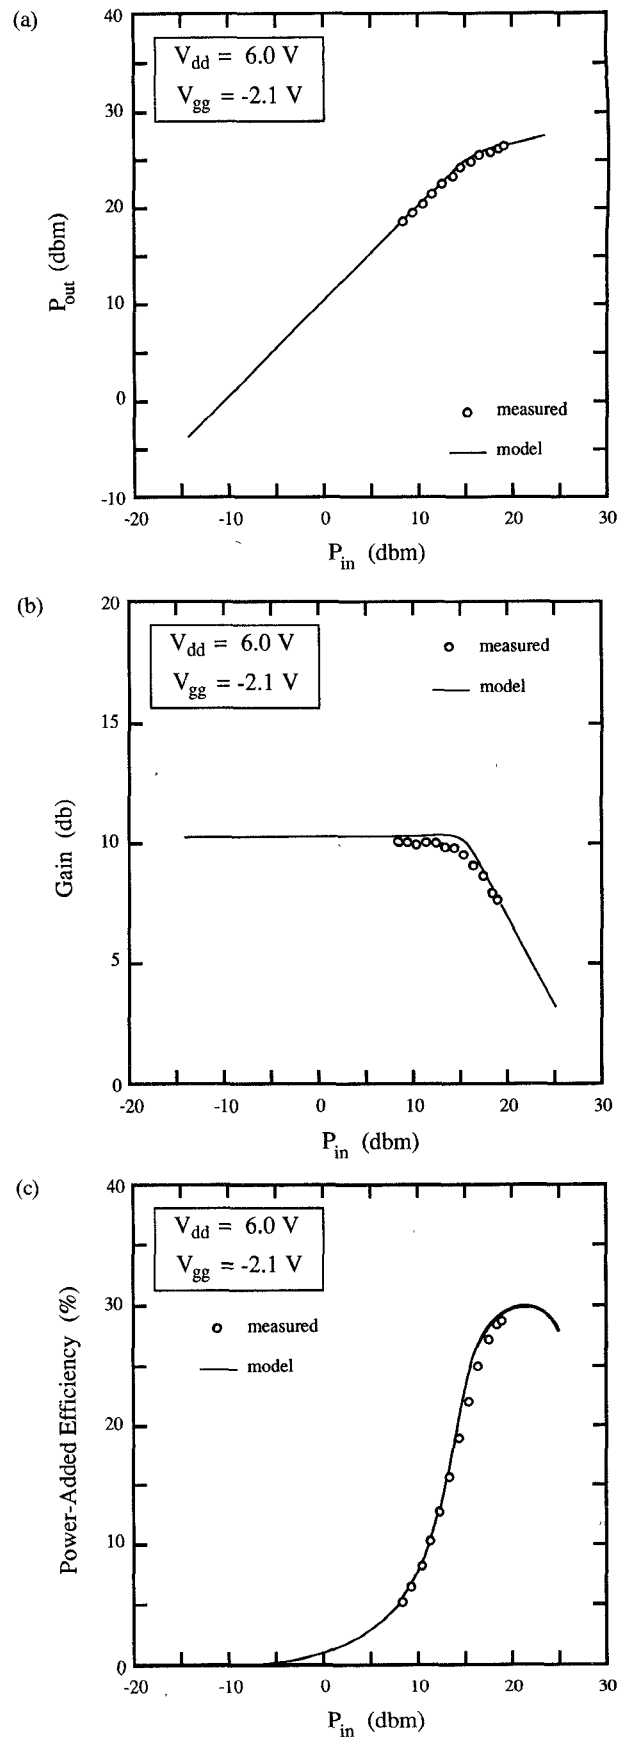 (a)
40
V_dd = 6.0 V
V_gg = -2.1 V
30
20
10
0
-10
P_out (dbm)
measured
model
-20 -10 0 10 20 30
P_in (dbm)
(b)
20
V_dd = 6.0 V
V_gg = -2.1 V
measured
model
15
10
5
0
Gain (db)
-20 -10 0 10 20 30
P_in (dbm)
(c)
40
V_dd = 6.0 V
V_gg = -2.1 V
30
measured
model
20
10
0
Power-Added Efficiency (%)
-20 -10 0 10 20 30
P_in (dbm)